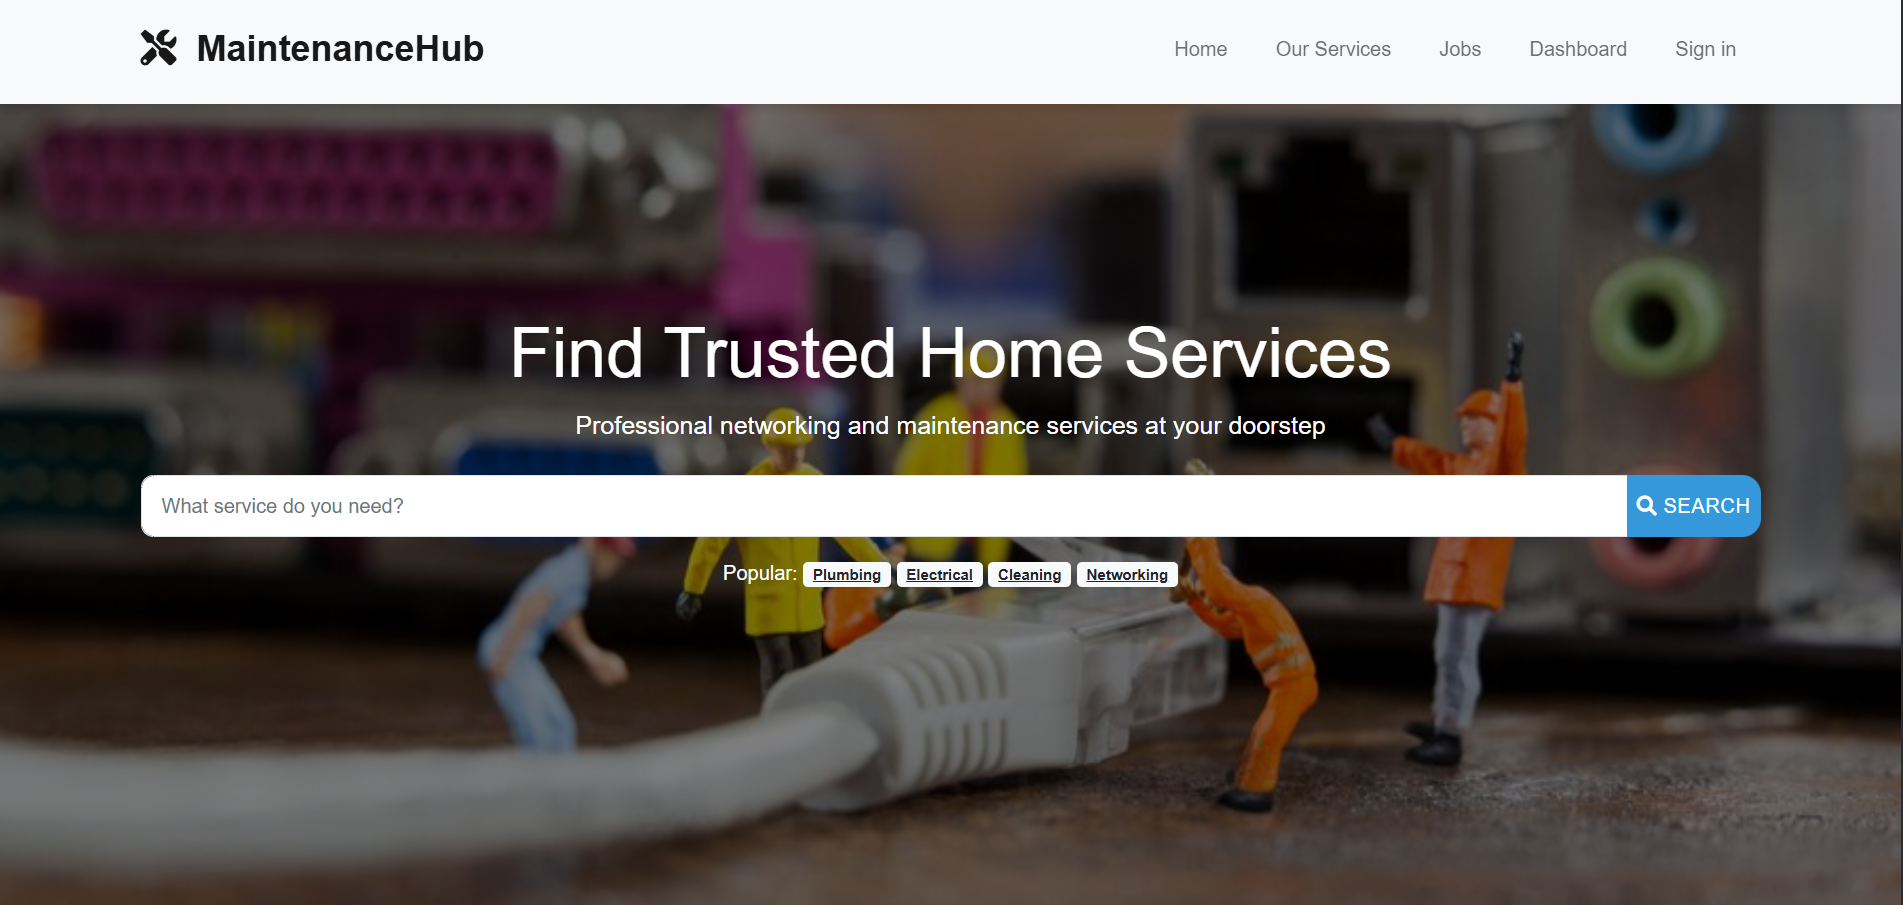 MaintenanceHub
Home Our Services Jobs Dashboard Sign in
Find Trusted Home Services
Professional networking and maintenance services at your doorstep
What service do you need? SEARCH
Popular: Plumbing Electrical Cleaning Networking